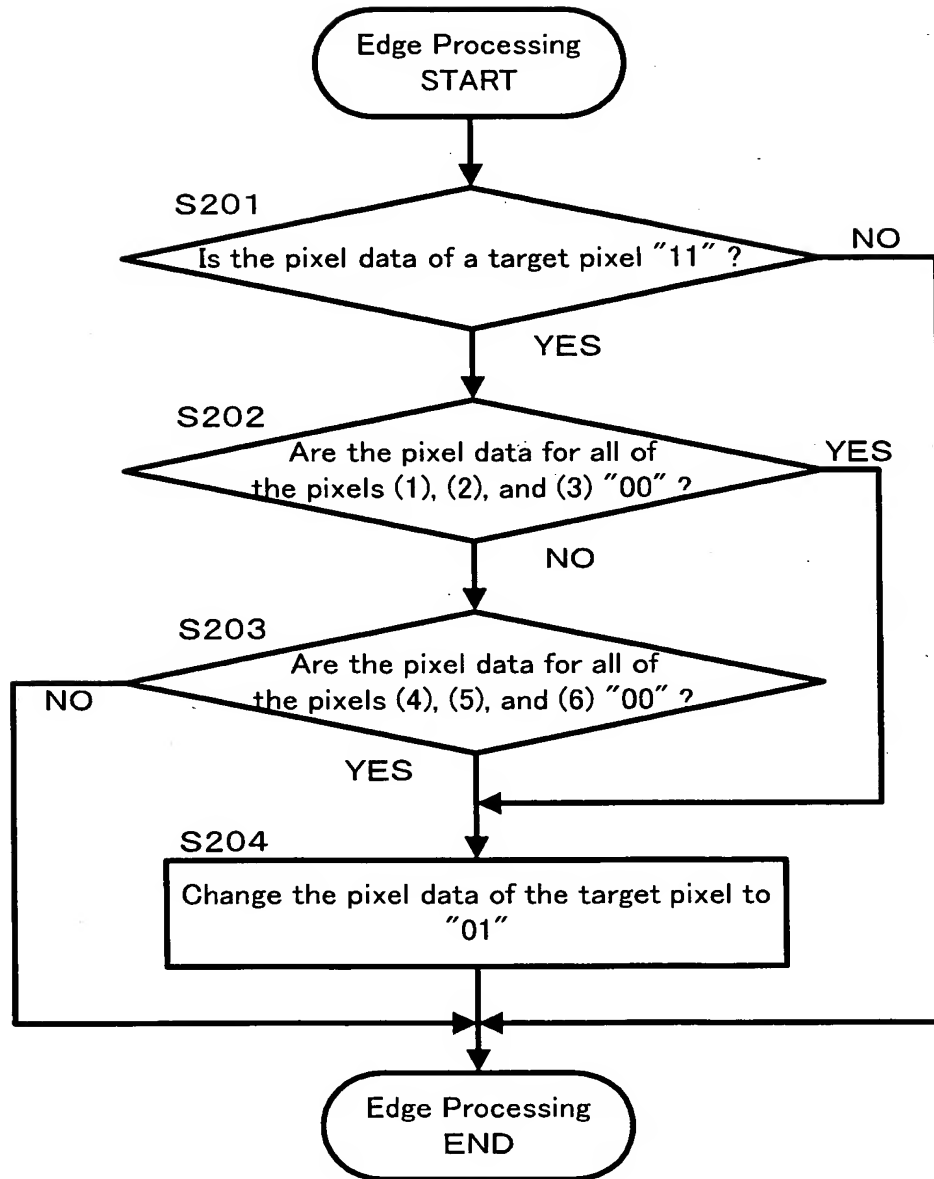 Edge Processing
START
S201
Is the pixel data of a target pixel "11" ?
NO
YES
S202
Are the pixel data for all of
the pixels (1), (2), and (3) "00" ?
YES
NO
S203
Are the pixel data for all of
the pixels (4), (5), and (6) "00" ?
NO
YES
S204
Change the pixel data of the target pixel to
"01"
Edge Processing
END